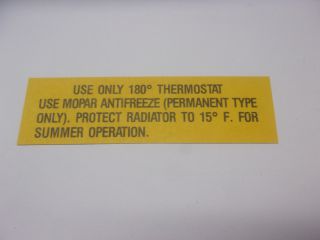 USE ONLY 180° THERMOSTAT
USE MOPAR ANTIFREEZE (PERMANENT TYPE
ONLY). PROTECT RADIATOR TO 15° F. FOR
SUMMER OPERATION.